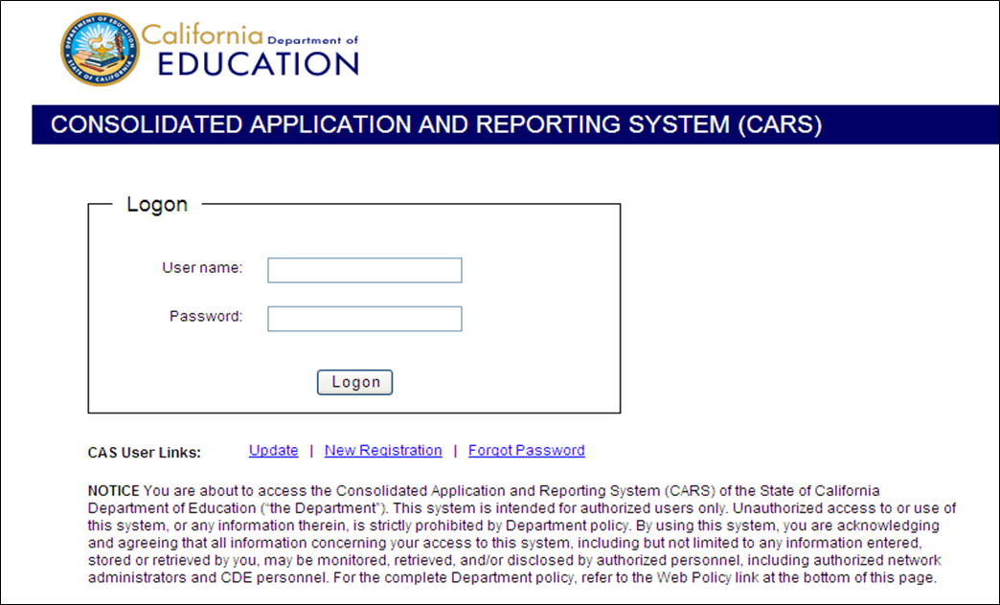 DEPARTMENT OF EDUCATION
STATE OF CALIFORNIA
California Department of
EDUCATION
CONSOLIDATED APPLICATION AND REPORTING SYSTEM (CARS)
Logon
User name:
Password:
Logon
CAS User Links: Update | New Registration | Forgot Password
NOTICE You are about to access the Consolidated Application and Reporting System (CARS) of the State of California
Department of Education ("the Department"). This system is intended for authorized users only. Unauthorized access to or use of
this system, or any information therein, is strictly prohibited by Department policy. By using this system, you are acknowledging
and agreeing that all information concerning your access to this system, including but not limited to any information entered,
stored or retrieved by you, may be monitored, retrieved, and/or disclosed by authorized personnel, including authorized network
administrators and CDE personnel. For the complete Department policy, refer to the Web Policy link at the bottom of this page.